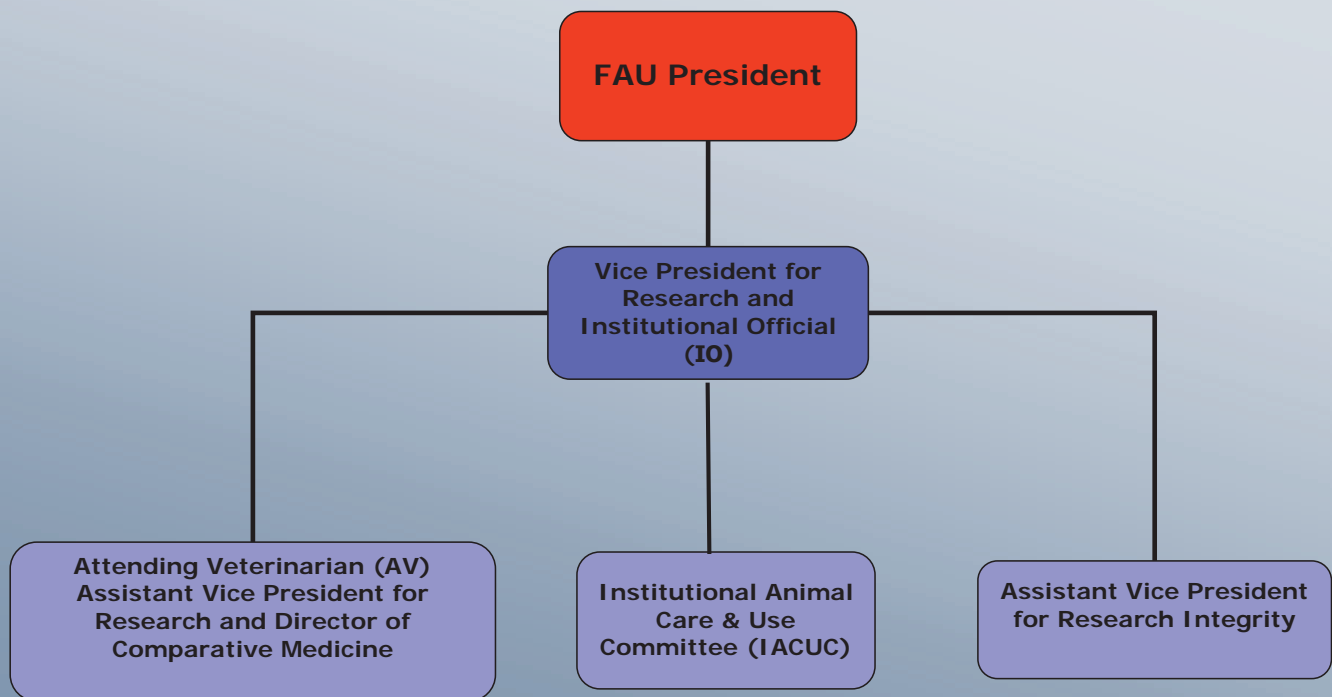 FAU President
Vice President for
Research and
Institutional Official
(IO)
Attending Veterinarian (AV)
Assistant Vice President for
Research and Director of
Comparative Medicine
Institutional Animal
Care & Use
Committee (IACUC)
Assistant Vice President
for Research Integrity